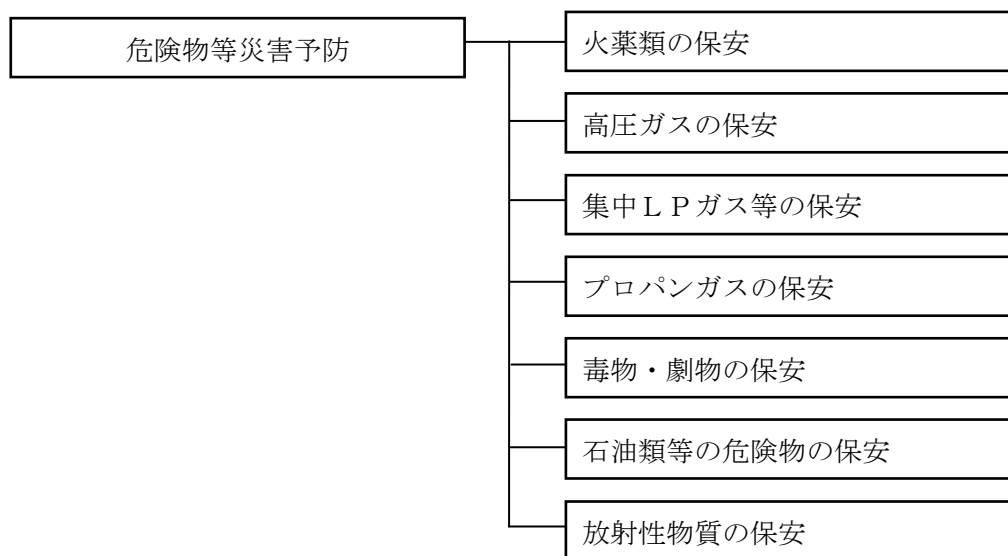 危険物等災害予防
火薬類の保安
高圧ガスの保安
集中ＬＰガス等の保安
プロパンガスの保安
毒物・劇物の保安
石油類等の危険物の保安
放射性物質の保安